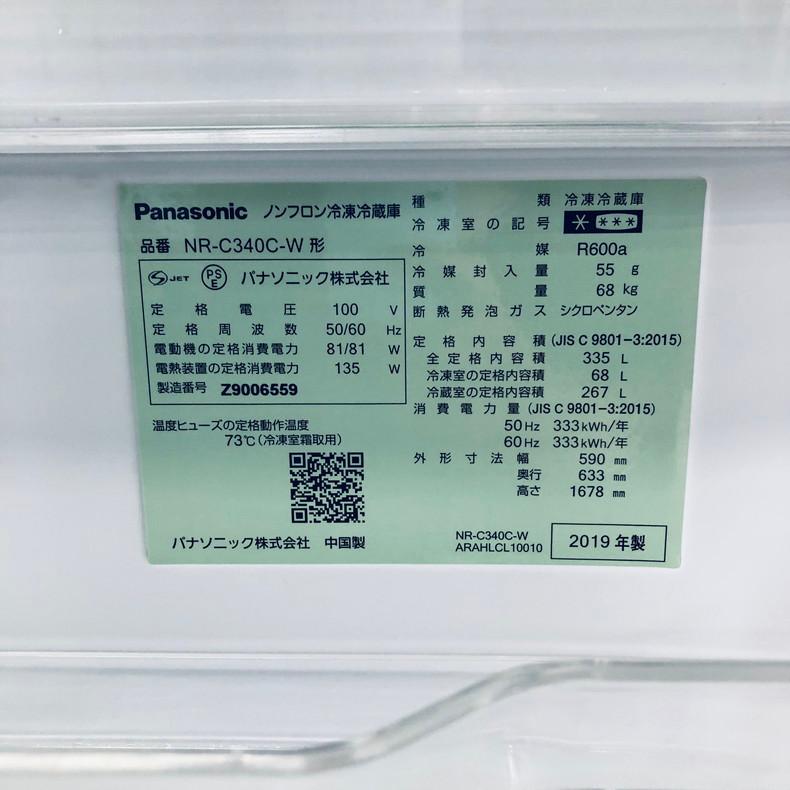 Panasonic ノンフロン冷凍冷蔵庫
品番 NR-C340C-W 形
S JET PSE パナソニック株式会社
定格電圧 100 V
定格周波数 50/60 Hz
電動機の定格消費電力 81/81 W
電熱装置の定格消費電力 135 W
製造番号 Z9006559
温度ヒューズの定格動作温度
73℃(冷凍室霜取用)
パナソニック株式会社 中国製
種類 冷凍冷蔵庫
冷凍室の記号 * ***
冷媒 R600a
冷媒封入量 55 g
質量 68 kg
断熱発泡ガス シクロペンタン
定格内容積 (JIS C 9801-3:2015)
全定格内容積 335 L
冷凍室の定格内容積 68 L
冷蔵室の定格内容積 267 L
消費電力量 (JIS C 9801-3:2015)
50Hz 333kWh/年
60Hz 333kWh/年
外形寸法 幅 590 mm
奥行 633 mm
高さ 1678 mm
NR-C340C-W
ARAHLCL10010
2019 年製